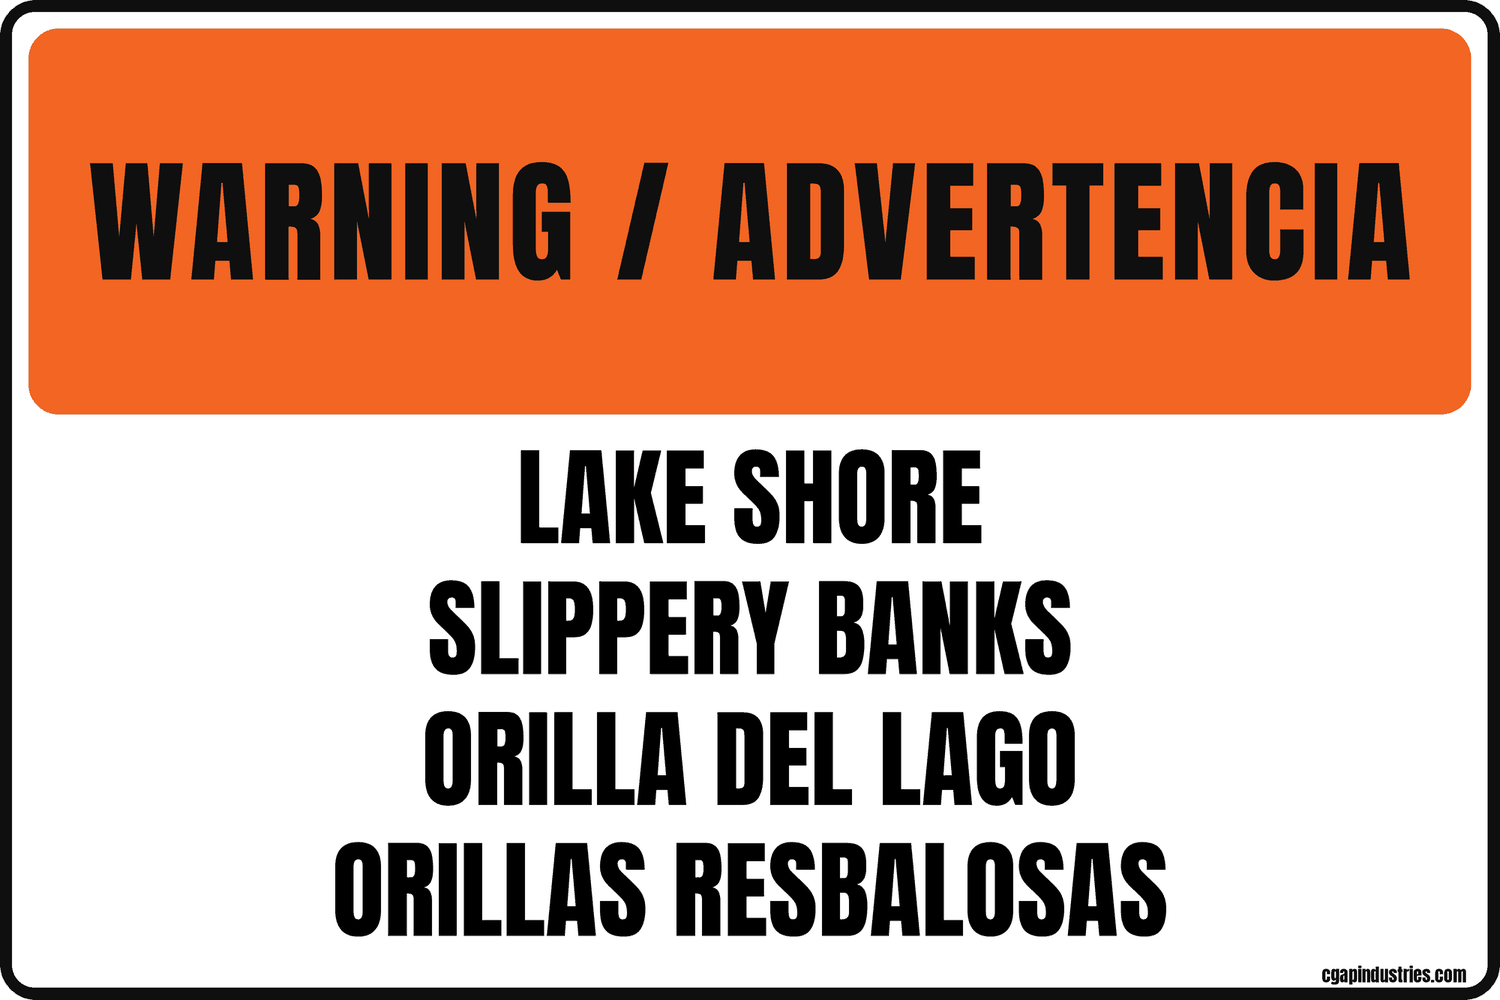 WARNING / ADVERTENCIA
LAKE SHORE
SLIPPERY BANKS
ORILLA DEL LAGO
ORILLAS RESBALOSAS
cgapindustries.com